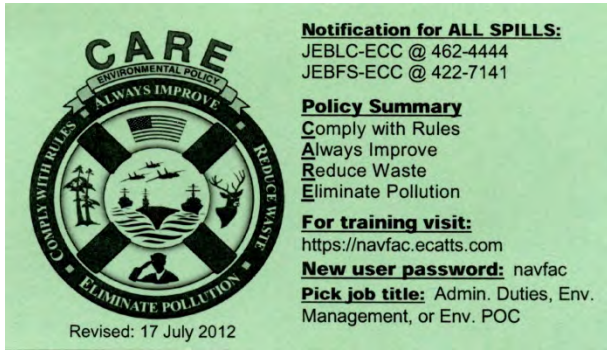 CARE
ENVIRONMENTAL POLICY
ALWAYS IMPROVE
REDUCE WASTE
ELIMINATE POLLUTION
COMPLY WITH RULES
Revised: 17 July 2012
Notification for ALL SPILLS:
JEBLC-ECC @ 462-4444
JEBFS-ECC @ 422-7141
Policy Summary
Comply with Rules
Always Improve
Reduce Waste
Eliminate Pollution
For training visit:
https://navfac.ecatts.com
New user password: navfac
Pick job title: Admin. Duties, Env.
Management, or Env. POC